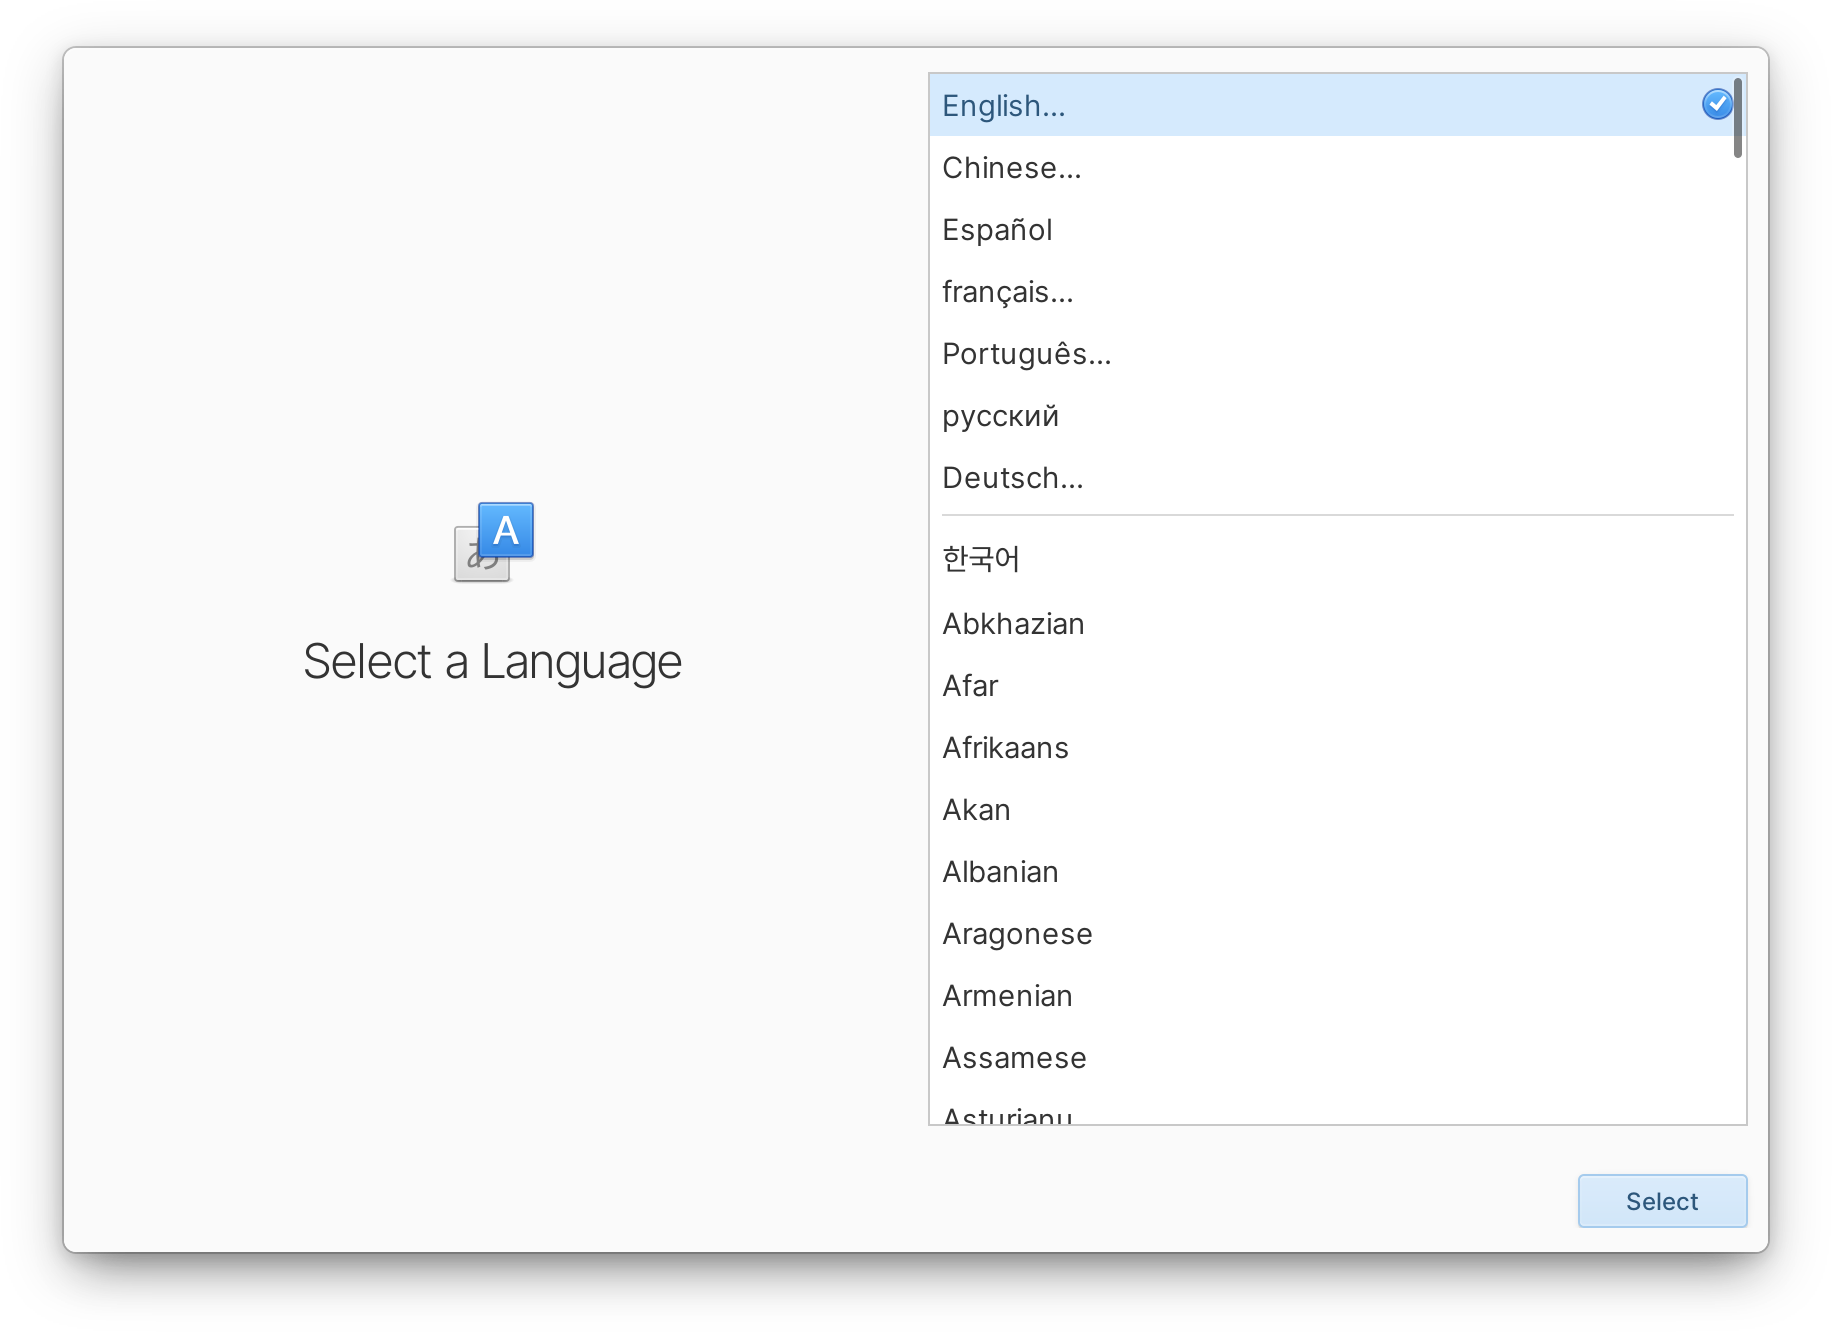 あ
A
Select a Language
English...
Chinese...
Español
français...
Português...
русский
Deutsch...
한국어
Abkhazian
Afar
Afrikaans
Akan
Albanian
Aragonese
Armenian
Assamese
Asturianu
Select